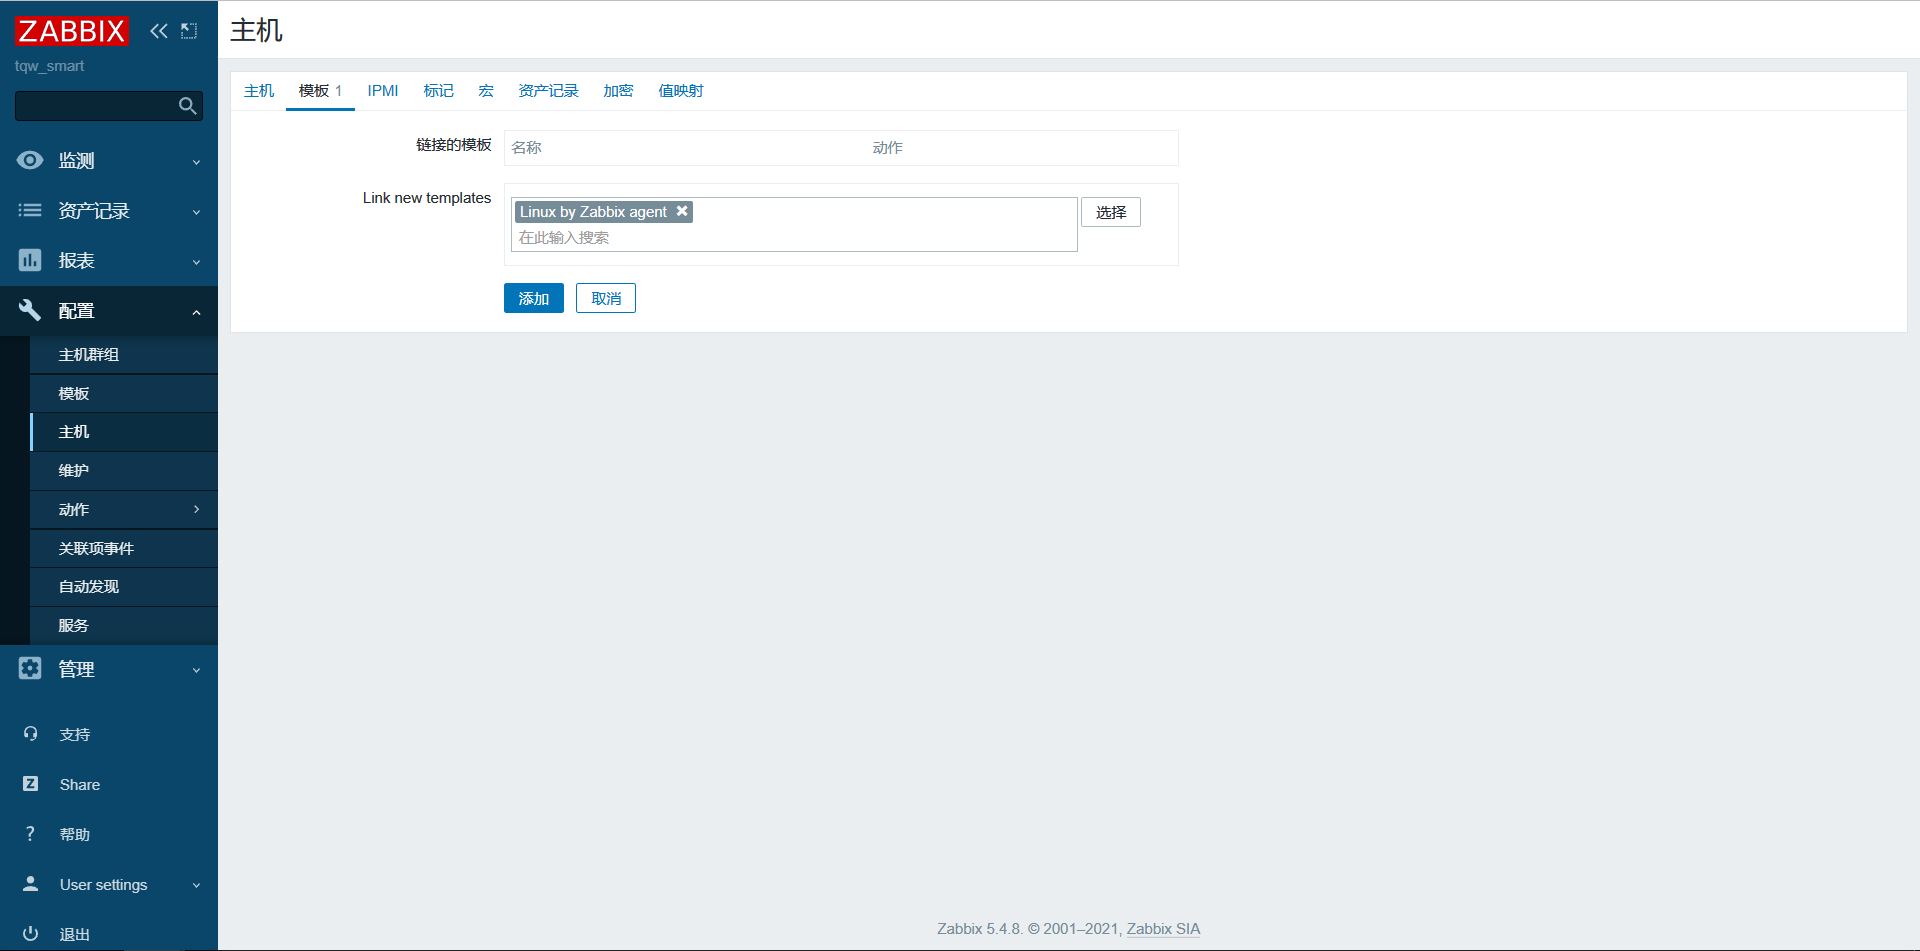 ZABBIX
tqw_smart
监测
资产记录
报表
配置
主机群组
模板
主机
维护
动作
关联项事件
自动发现
服务
管理
支持
Z Share
? 帮助
User settings
退出
主机
主机 模板 1 IPMI 标记 宏 资产记录 加密 值映射
链接的模板 名称 动作
Link new templates Linux by Zabbix agent 选择
在此输入搜索
添加 取消
Zabbix 5.4.8. © 2001–2021, Zabbix SIA